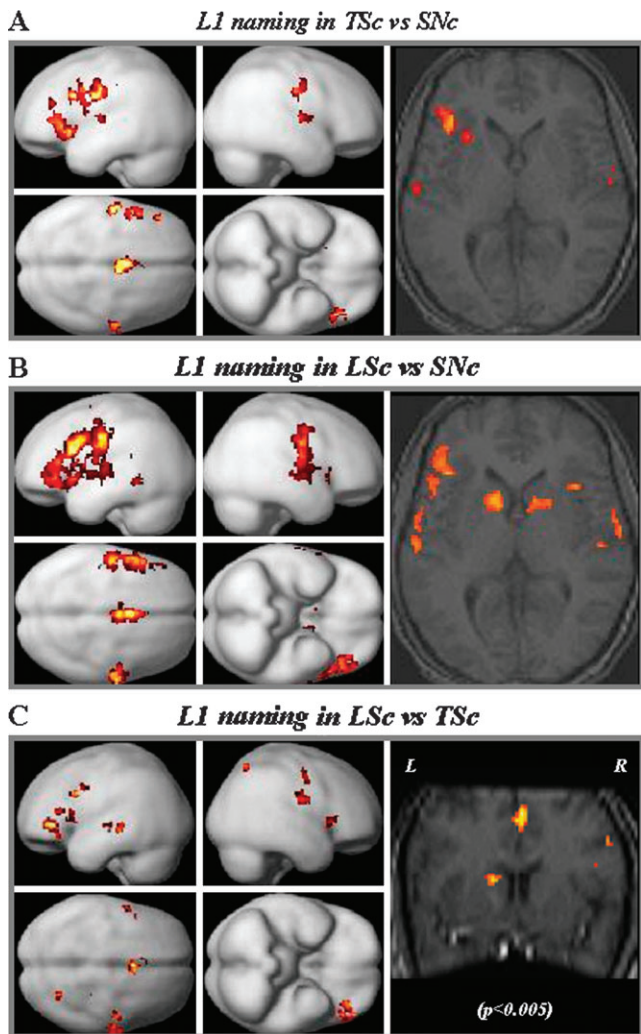 A
L1 naming in TSc vs SNc
B
L1 naming in LSc vs SNc
C
L1 naming in LSc vs TSc
L R
(p<0.005)